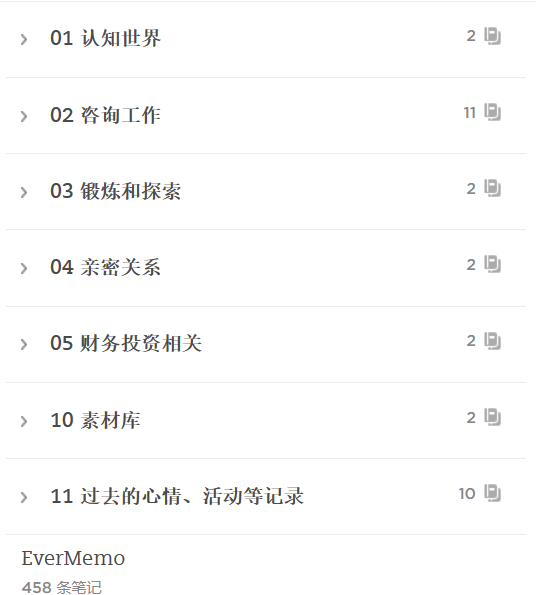 01 认知世界 2
02 咨询工作 11
03 锻炼和探索 2
04 亲密关系 2
05 财务投资相关 2
10 素材库 2
11 过去的心情、活动等记录 10
EverMemo
458 条笔记